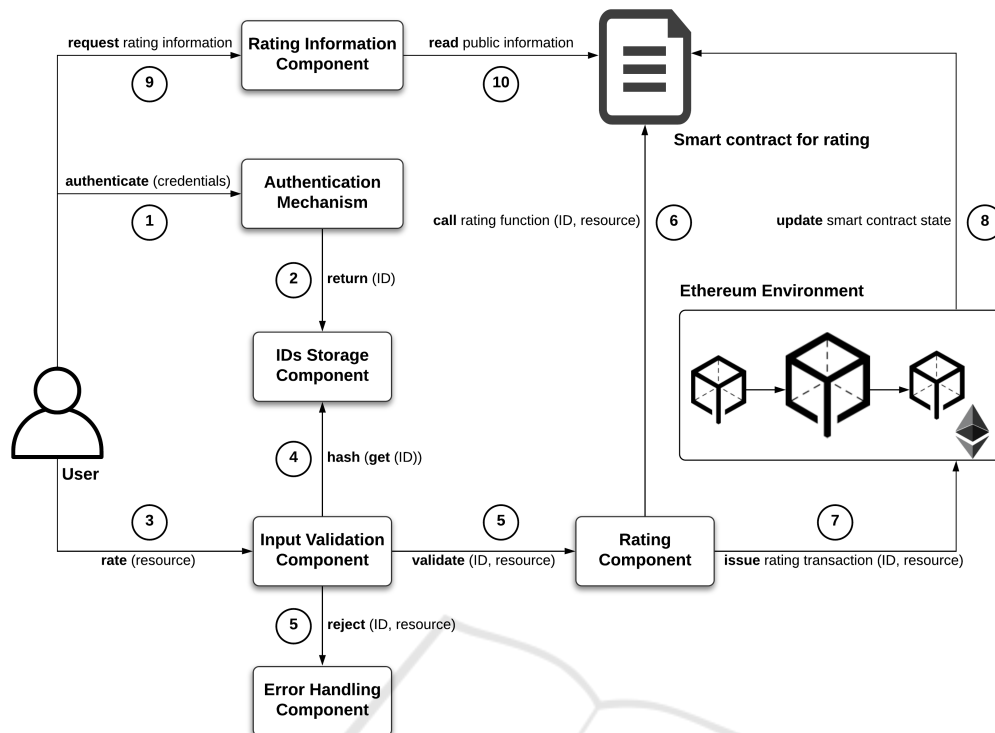 request rating information
9
Rating Information
Component
read public information
10
Smart contract for rating
authenticate (credentials)
1
Authentication
Mechanism
call rating function (ID, resource)
6
update smart contract state
8
2
return (ID)
Ethereum Environment
IDs Storage
Component
User
4
hash (get (ID))
3
rate (resource)
Input Validation
Component
5
validate (ID, resource)
Rating
Component
7
issue rating transaction (ID, resource)
5
reject (ID, resource)
Error Handling
Component